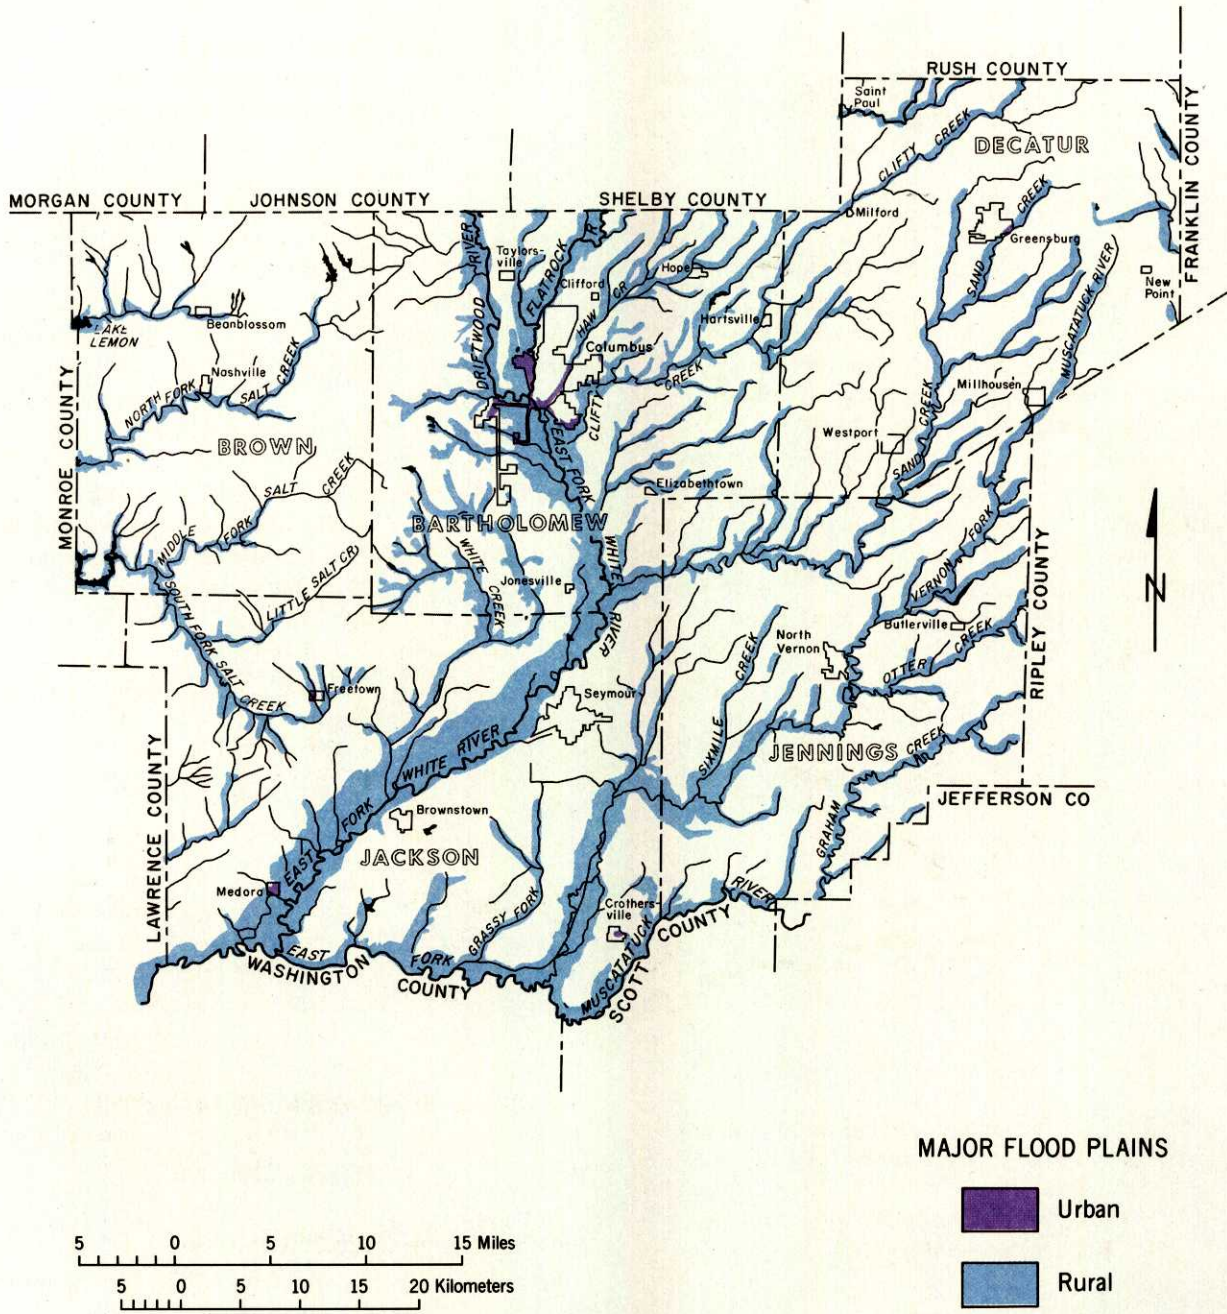 RUSH COUNTY
Saint
Paul
CLIFTY CREEK
DECATUR
FRANKLIN COUNTY
MORGAN COUNTY
JOHNSON COUNTY
SHELBY COUNTY
Milford
SAND CREEK
Greensburg
MUSCATATUCK RIVER
New
Point
DRIFTWOOD RIVER
Taylors-
ville
FLATROCK R
Clifford
HAW CR
Hope
Hartsville
LAKE
LEMON
Beanblossom
Columbus
CLIFTY CREEK
Nashville
NORTH FORK SALT CREEK
MONROE COUNTY
BROWN
Millhousen
Westport
SAND CREEK
EAST FORK WHITE RIVER
Elizabethtown
MIDDLE FORK SALT CREEK
BARTHOLOMEW
WHITE CREEK
Jonesville
LITTLE SALT CR
SOUTH FORK SALT CREEK
VERNON FORK
RIPLEY COUNTY
N
Butlerville
North
Vernon
OTTER CREEK
Freetown
Seymour
SIXMILE CREEK
JENNINGS
LAWRENCE COUNTY
EAST FORK WHITE RIVER
GRAHAM CREEK
JEFFERSON CO
Brownstown
JACKSON
Medora
GRASSY FORK
Crothers-
ville
MUSCATATUCK RIVER
EAST FORK
WASHINGTON COUNTY
SCOTT COUNTY
MAJOR FLOOD PLAINS
Urban
Rural
5 0 5 10 15 Miles
5 0 5 10 15 20 Kilometers